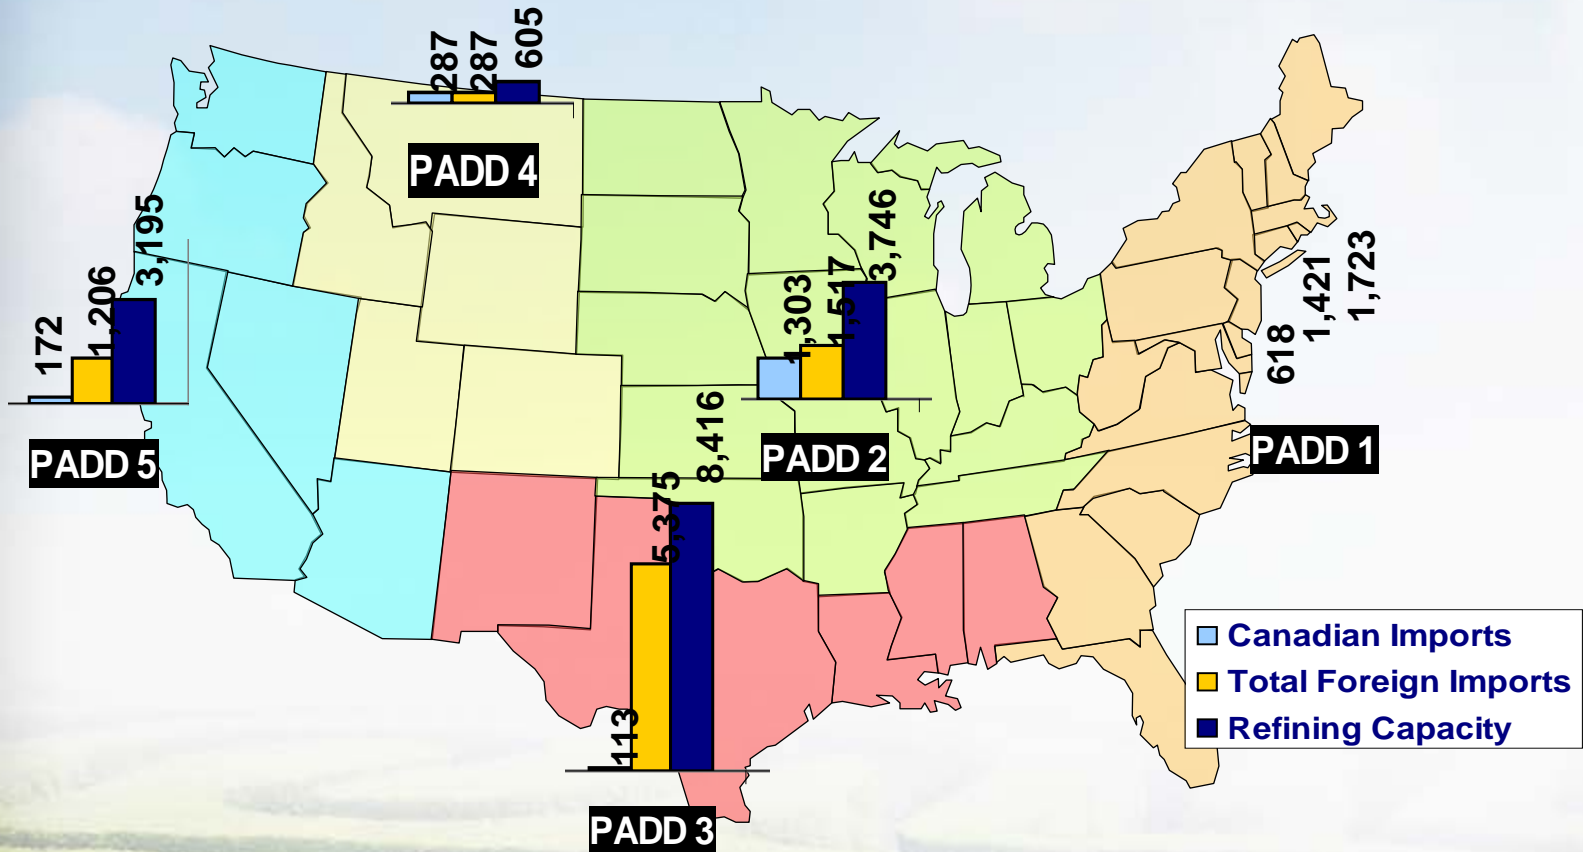 287
287
605
PADD 4
172
1,206
3,195
PADD 5
1,303
1,517
3,746
PADD 2
618
1,421
1,723
PADD 1
113
5,375
8,416
PADD 3
Canadian Imports
Total Foreign Imports
Refining Capacity